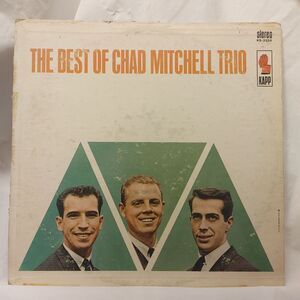 stereo
THE BEST OF CHAD MITCHELL TRIO
KAPP